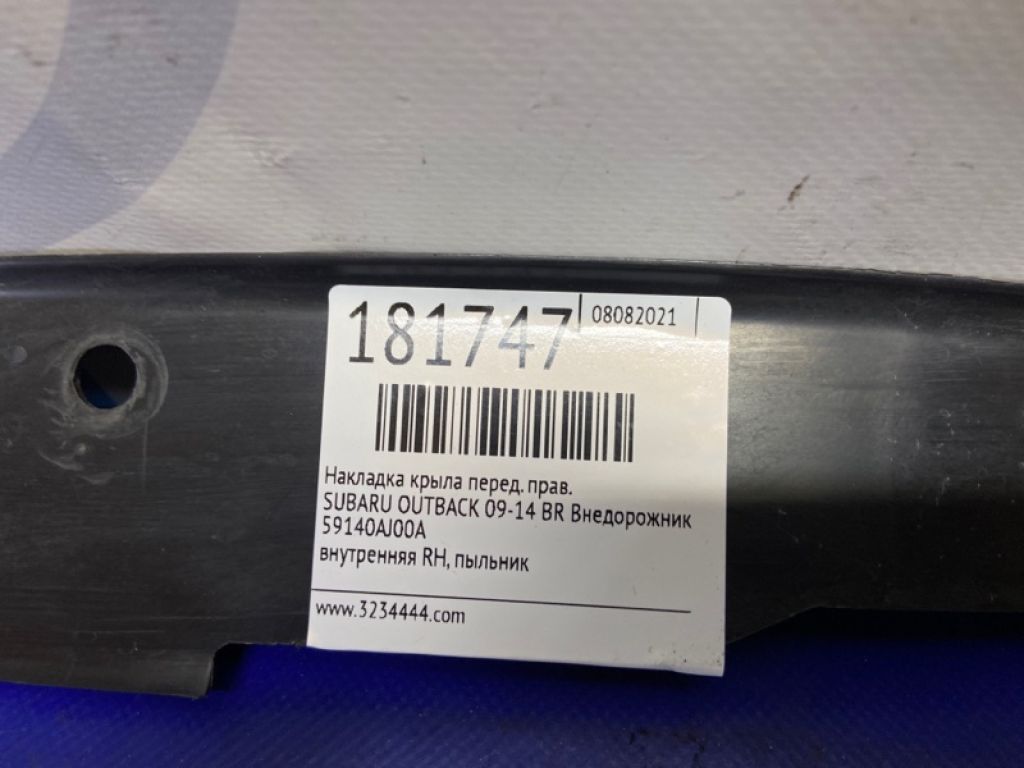 181747
08082021
Накладка крыла перед. прав.
SUBARU OUTBACK 09-14 BR Внедорожник
59140AJ00A
внутренняя RH, пыльник
www.3234444.com